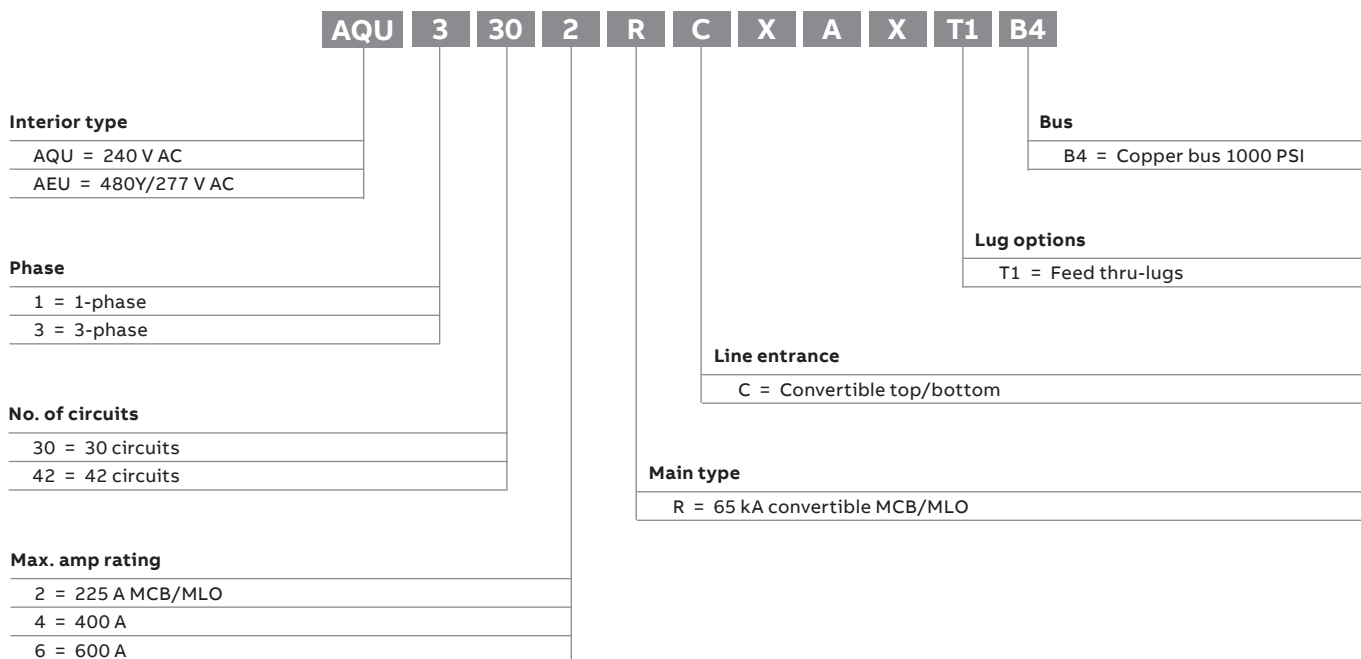 AQU 3 30 2 R C X A X T1 B4
Interior type
AQU = 240 V AC
AEU = 480Y/277 V AC
Phase
1 = 1-phase
3 = 3-phase
No. of circuits
30 = 30 circuits
42 = 42 circuits
Max. amp rating
2 = 225 A MCB/MLO
4 = 400 A
6 = 600 A
Bus
B4 = Copper bus 1000 PSI
Lug options
T1 = Feed thru-lugs
Line entrance
C = Convertible top/bottom
Main type
R = 65 kA convertible MCB/MLO